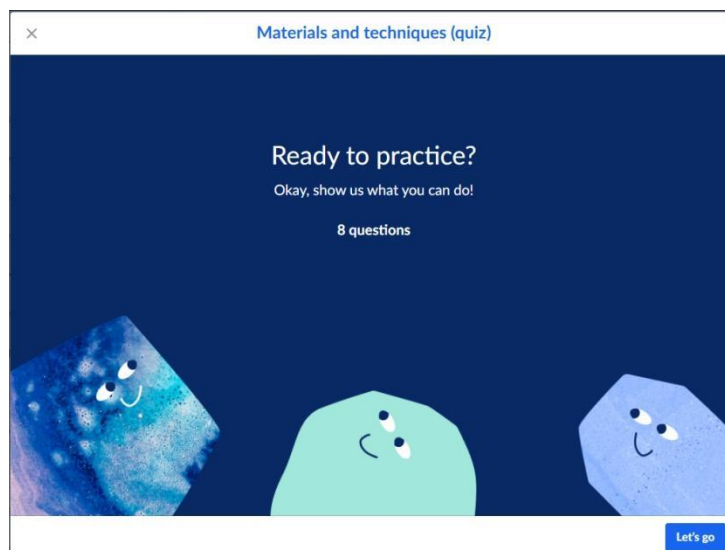 Materials and techniques (quiz)
Ready to practice?
Okay, show us what you can do!
8 questions
Let's go